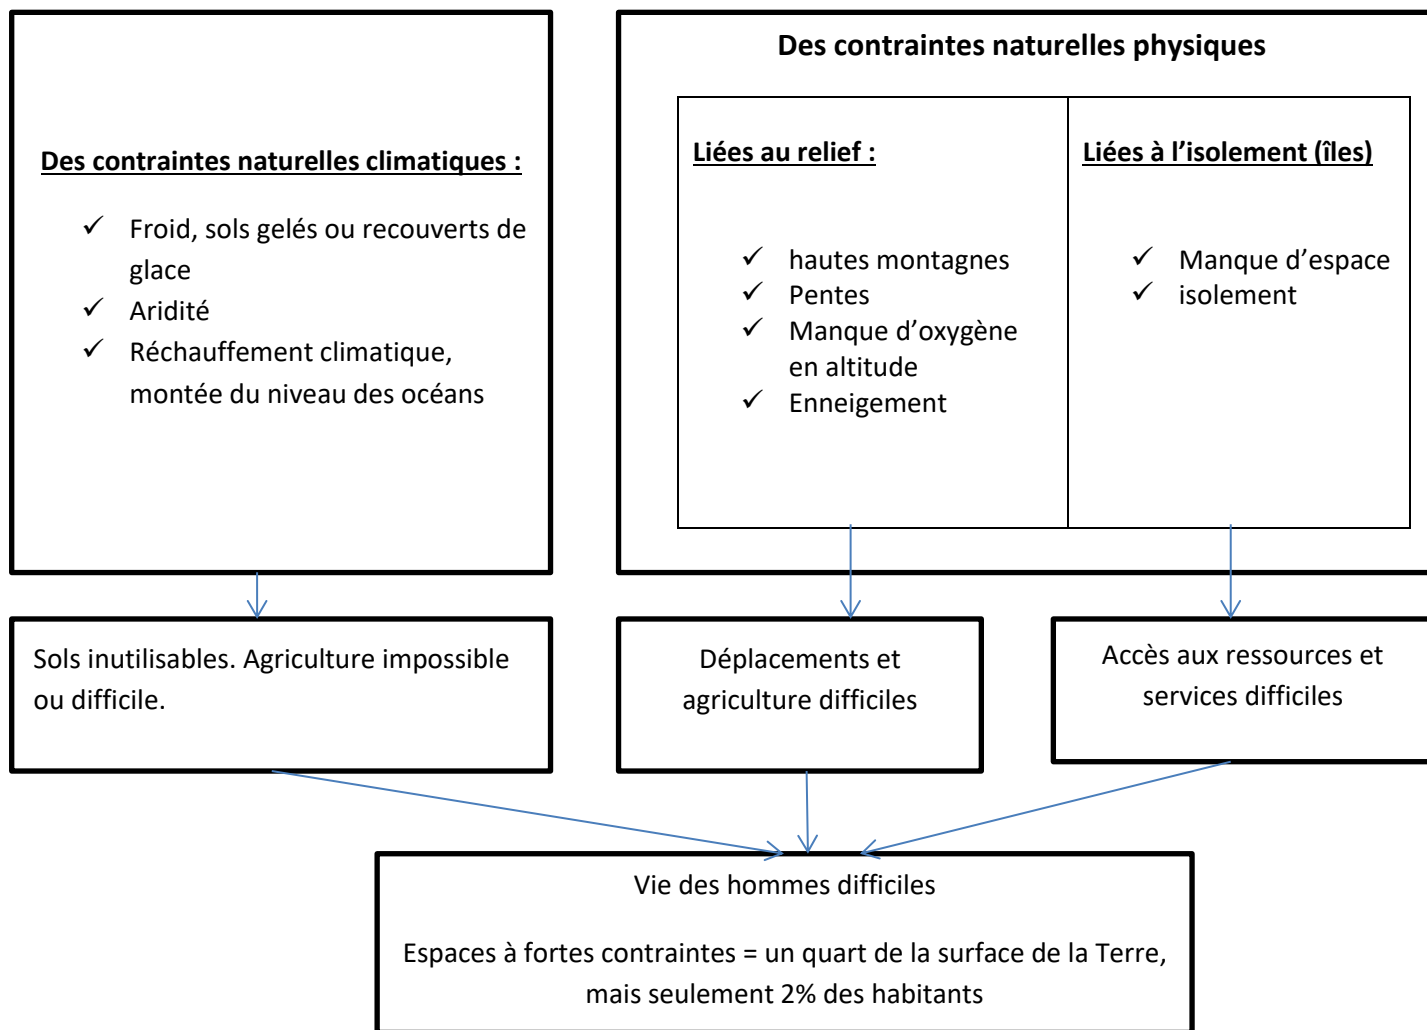 Des contraintes naturelles climatiques :
✓ Froid, sols gelés ou recouverts de
glace
✓ Aridité
✓ Réchauffement climatique,
montée du niveau des océans
Des contraintes naturelles physiques
Liées au relief :
✓ hautes montagnes
✓ Pentes
✓ Manque d’oxygène
en altitude
✓ Enneigement
Liées à l’isolement (îles)
✓ Manque d’espace
✓ isolement
Sols inutilisables. Agriculture impossible
ou difficile.
Déplacements et
agriculture difficiles
Accès aux ressources et
services difficiles
Vie des hommes difficiles
Espaces à fortes contraintes = un quart de la surface de la Terre,
mais seulement 2% des habitants